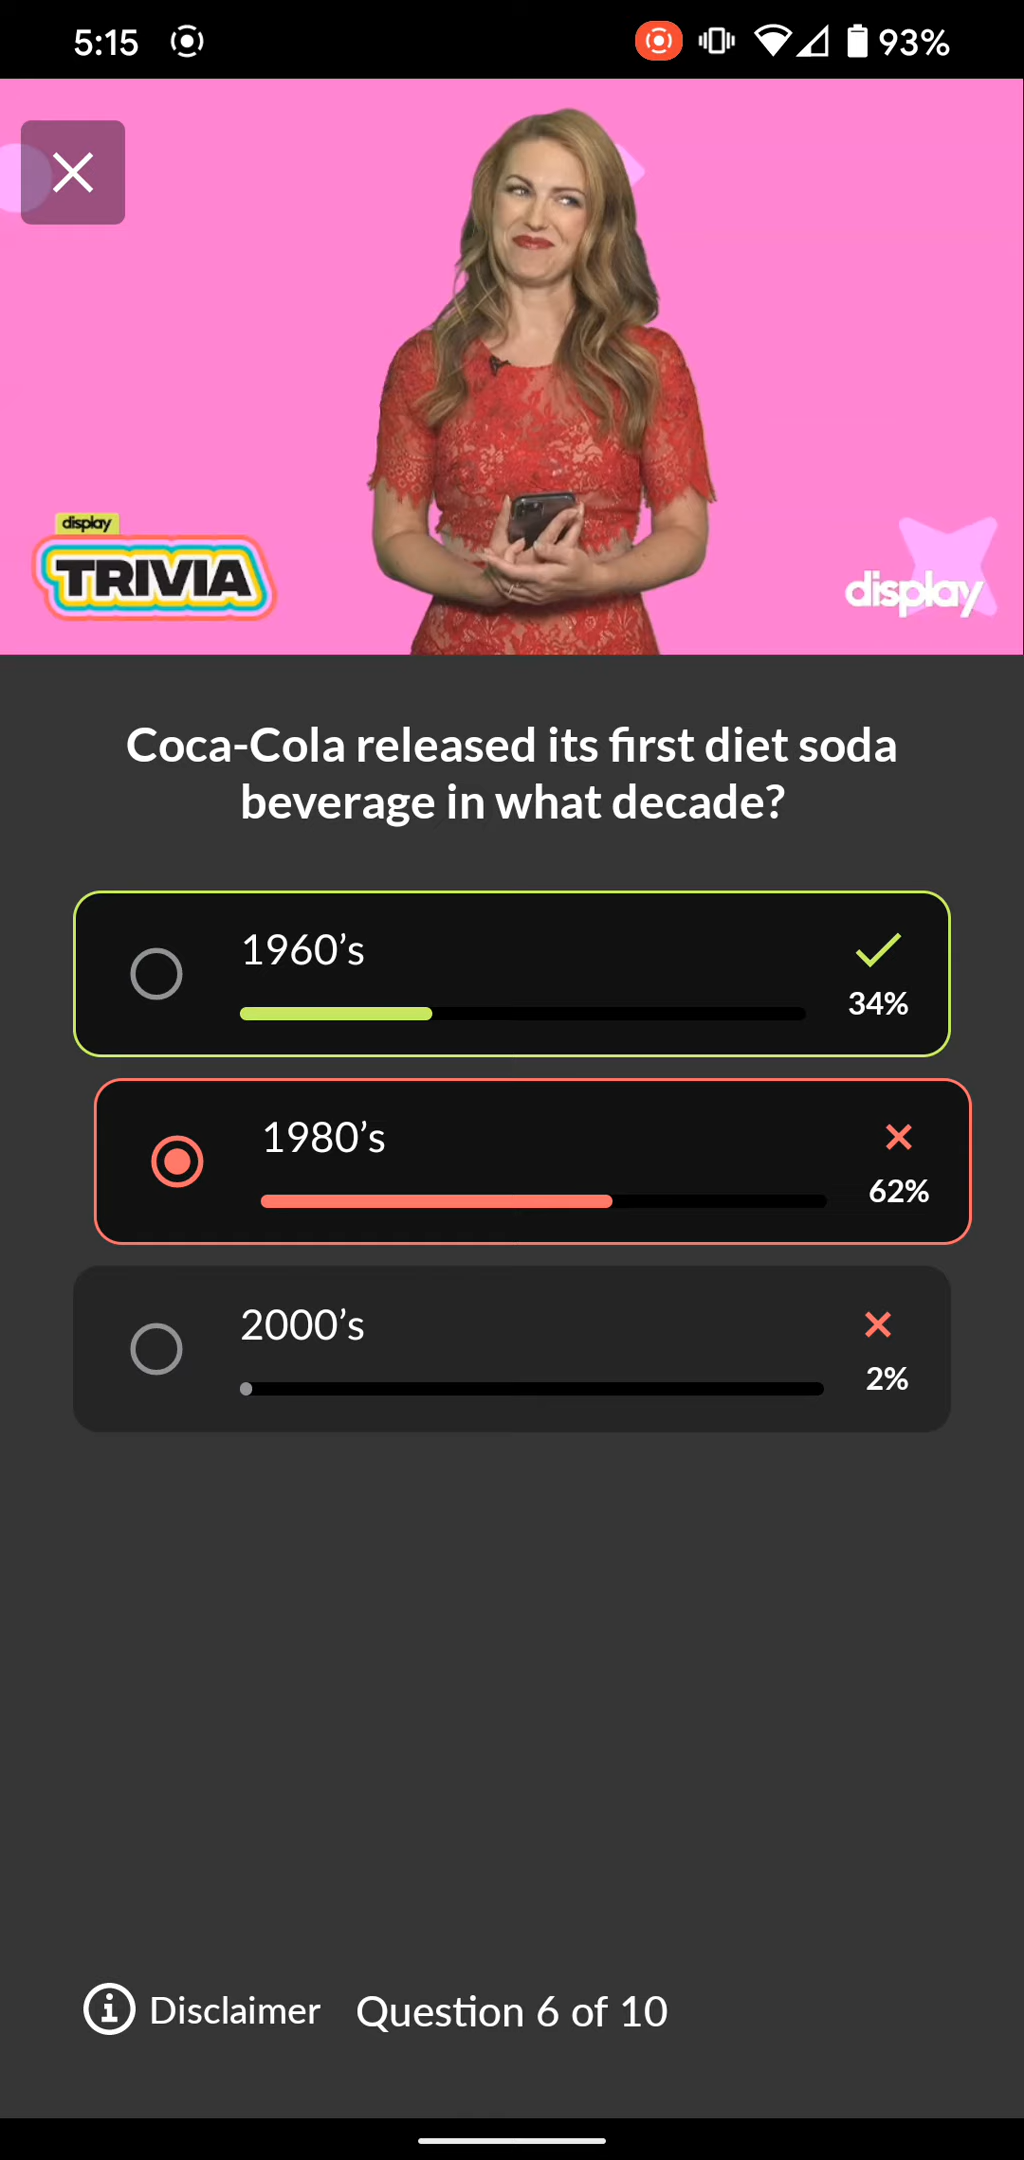 5:15
93%
display
TRIVIA
display
Coca-Cola released its first diet soda
beverage in what decade?
1960’s
34%
1980’s
62%
2000’s
2%
Disclaimer
Question 6 of 10